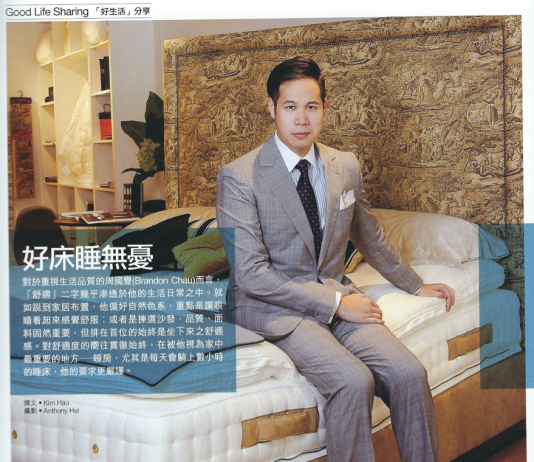 Good Life Sharing 「好生活」分享
好床睡無憂
對於重視生活品質的周國豐(Brandon Chau)而言，
「舒適」二字幾乎滲透於他的生活日常之中。就
如說到家居布置，他偏好自然色系，重點是讓眼
睛看起來感覺舒服；或者是揀選沙發，品質、面
料固然重要，但排在首位的始終是坐下來之舒適
感。對舒適度的嚮往貫徹始終，在被他視為家中
最重要的地方——睡房，尤其是每天會躺上數小時
的睡床，他的要求更嚴謹。
撰文 • Kim Hau
攝影 • Anthony Hui